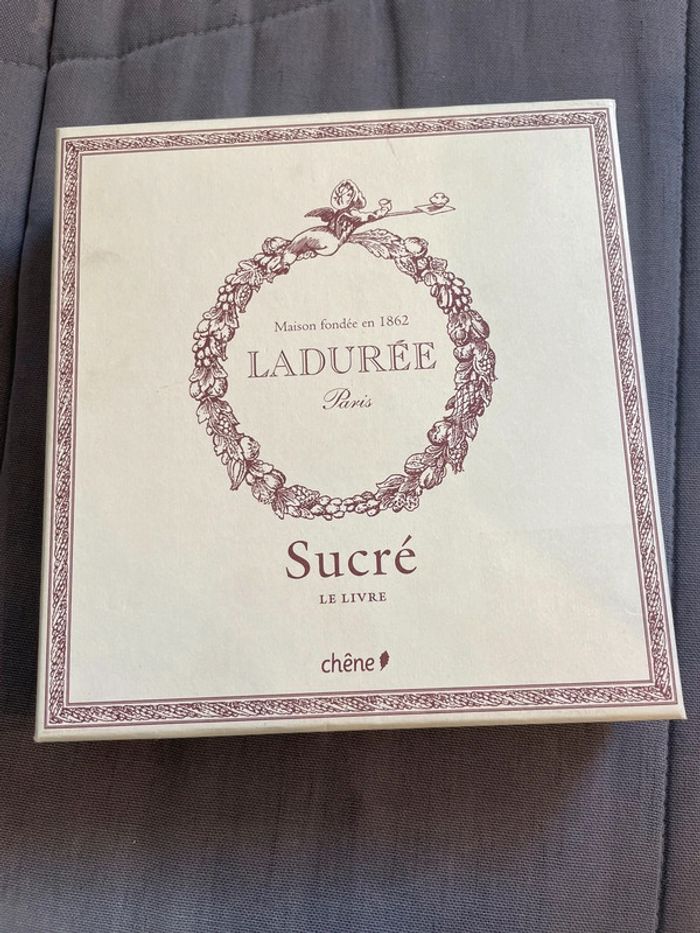 Maison fondée en 1862
LADURÉE
Paris
Sucré
LE LIVRE
chêne